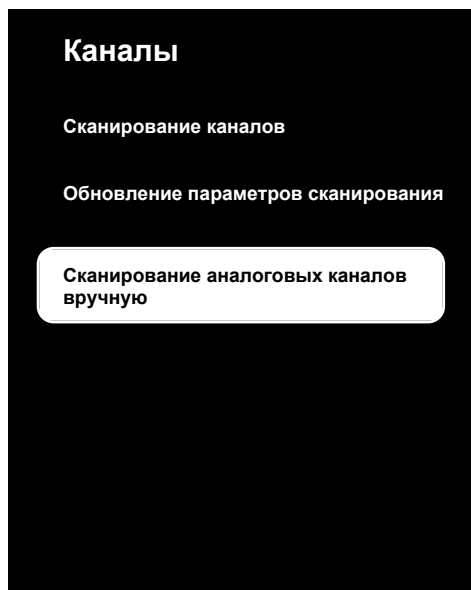 Каналы
Сканирование каналов
Обновление параметров сканирования
Сканирование аналоговых каналов
вручную